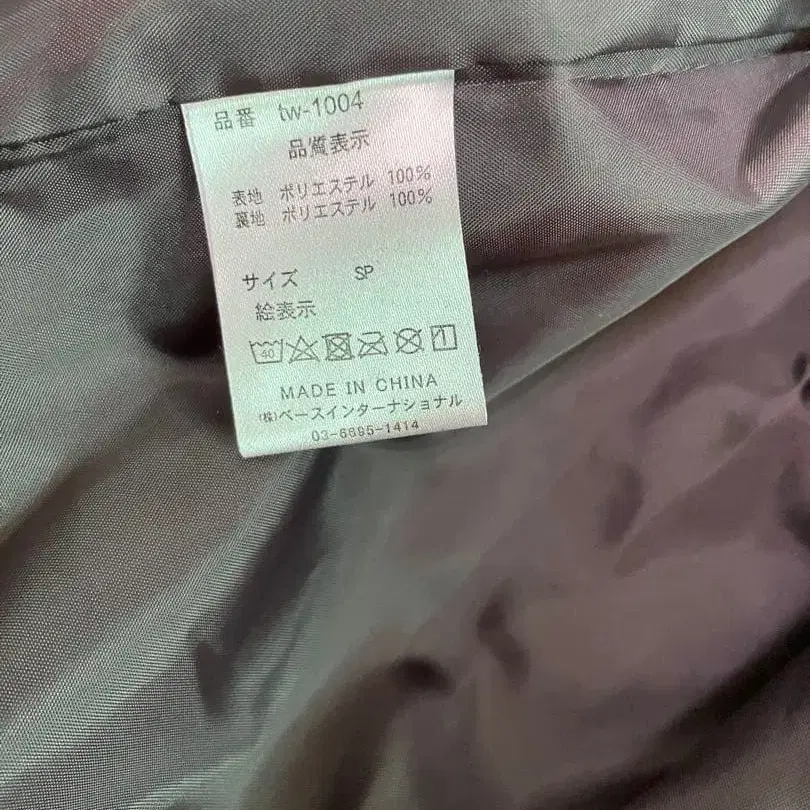 品番 tw-1004
品質表示
表地 ポリエステル 100%
裏地 ポリエステル 100%
サイズ SP
絵表示
40
MADE IN CHINA
(株)ベースインターナショナル
03-6695-1414